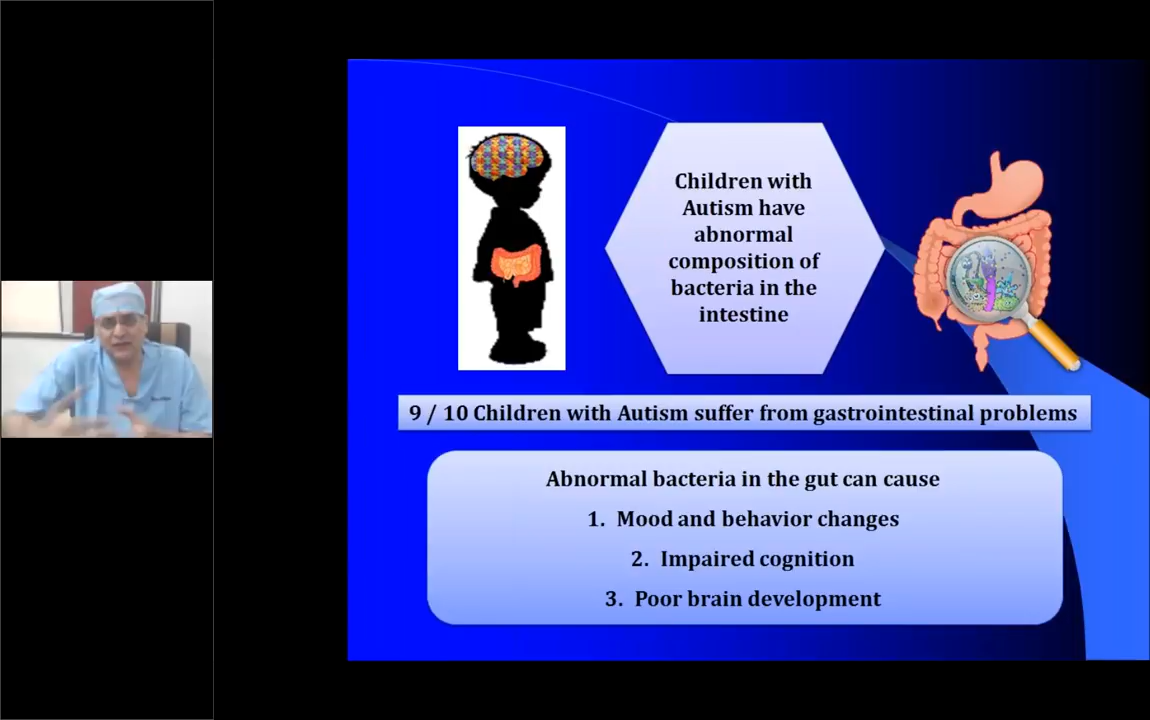 Children with
Autism have
abnormal
composition of
bacteria in the
intestine
9 / 10 Children with Autism suffer from gastrointestinal problems
Abnormal bacteria in the gut can cause
1. Mood and behavior changes
2. Impaired cognition
3. Poor brain development